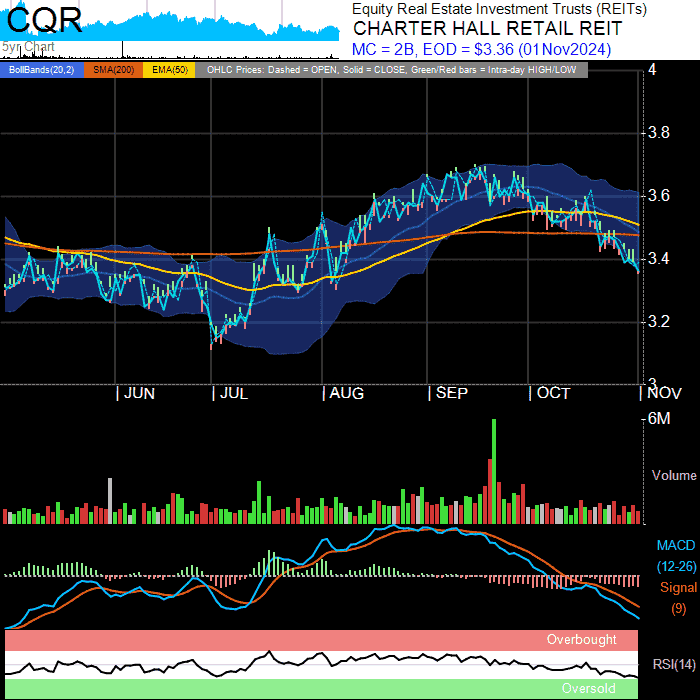 CQR
5yr Chart
Equity Real Estate Investment Trusts (REITs)
CHARTER HALL RETAIL REIT
MC = 2B, EOD = $3.36 (01Nov2024)
BollBands(20,2) SMA(200) EMA(50) OHLC Prices: Dashed = OPEN, Solid = CLOSE, Green/Red bars = Intra-day HIGH/LOW
4
3.8
3.6
3.4
3.2
3
JUN JUL AUG SEP OCT NOV
6M
Volume
MACD
(12-26)
Signal
(9)
Overbought
RSI(14)
Oversold